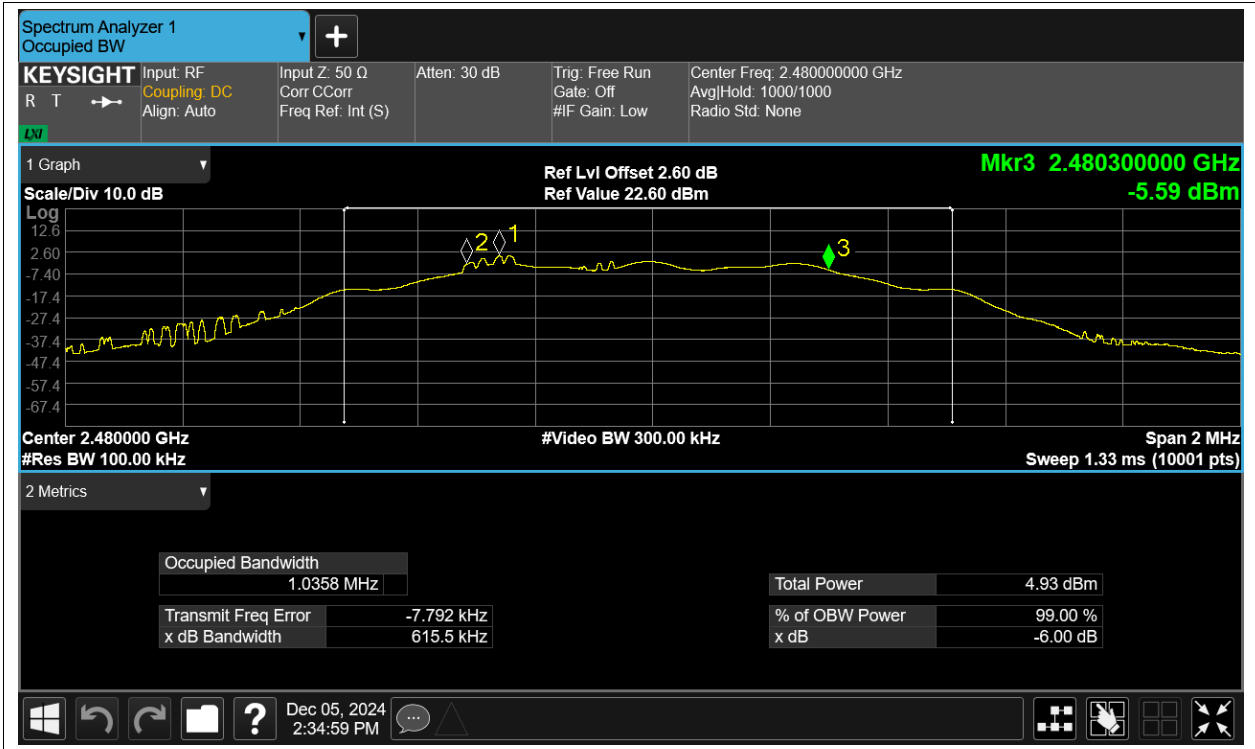 Spectrum Analyzer 1
Occupied BW
KEYSIGHT
R T
LXI
Input: RF
Coupling: DC
Align: Auto
Input Z: 50 Ω
Corr CCorr
Freq Ref: Int (S)
Atten: 30 dB
Trig: Free Run
Gate: Off
#IF Gain: Low
Center Freq: 2.480000000 GHz
Avg|Hold: 1000/1000
Radio Std: None
1 Graph
Scale/Div 10.0 dB
Ref Lvl Offset 2.60 dB
Ref Value 22.60 dBm
Mkr3 2.480300000 GHz
-5.59 dBm
Log
12.6
2.60
-7.40
-17.4
-27.4
-37.4
-47.4
-57.4
-67.4
2
1
3
Center 2.480000 GHz
#Res BW 100.00 kHz
#Video BW 300.00 kHz
Span 2 MHz
Sweep 1.33 ms (10001 pts)
2 Metrics
Occupied Bandwidth
1.0358 MHz
Transmit Freq Error -7.792 kHz
x dB Bandwidth 615.5 kHz
Total Power 4.93 dBm
% of OBW Power 99.00 %
x dB -6.00 dB
?
Dec 05, 2024
2:34:59 PM